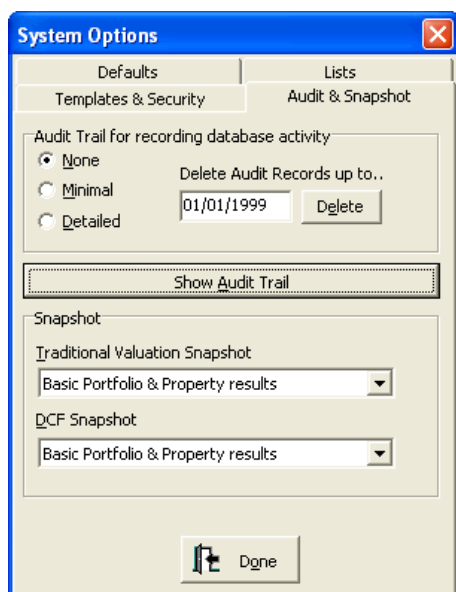 System Options
Defaults Lists
Templates & Security Audit & Snapshot
Audit Trail for recording database activity
None
Delete Audit Records up to..
Minimal
01/01/1999 Delete
Detailed
Show Audit Trail
Snapshot
Traditional Valuation Snapshot
Basic Portfolio & Property results
DCF Snapshot
Basic Portfolio & Property results
Done